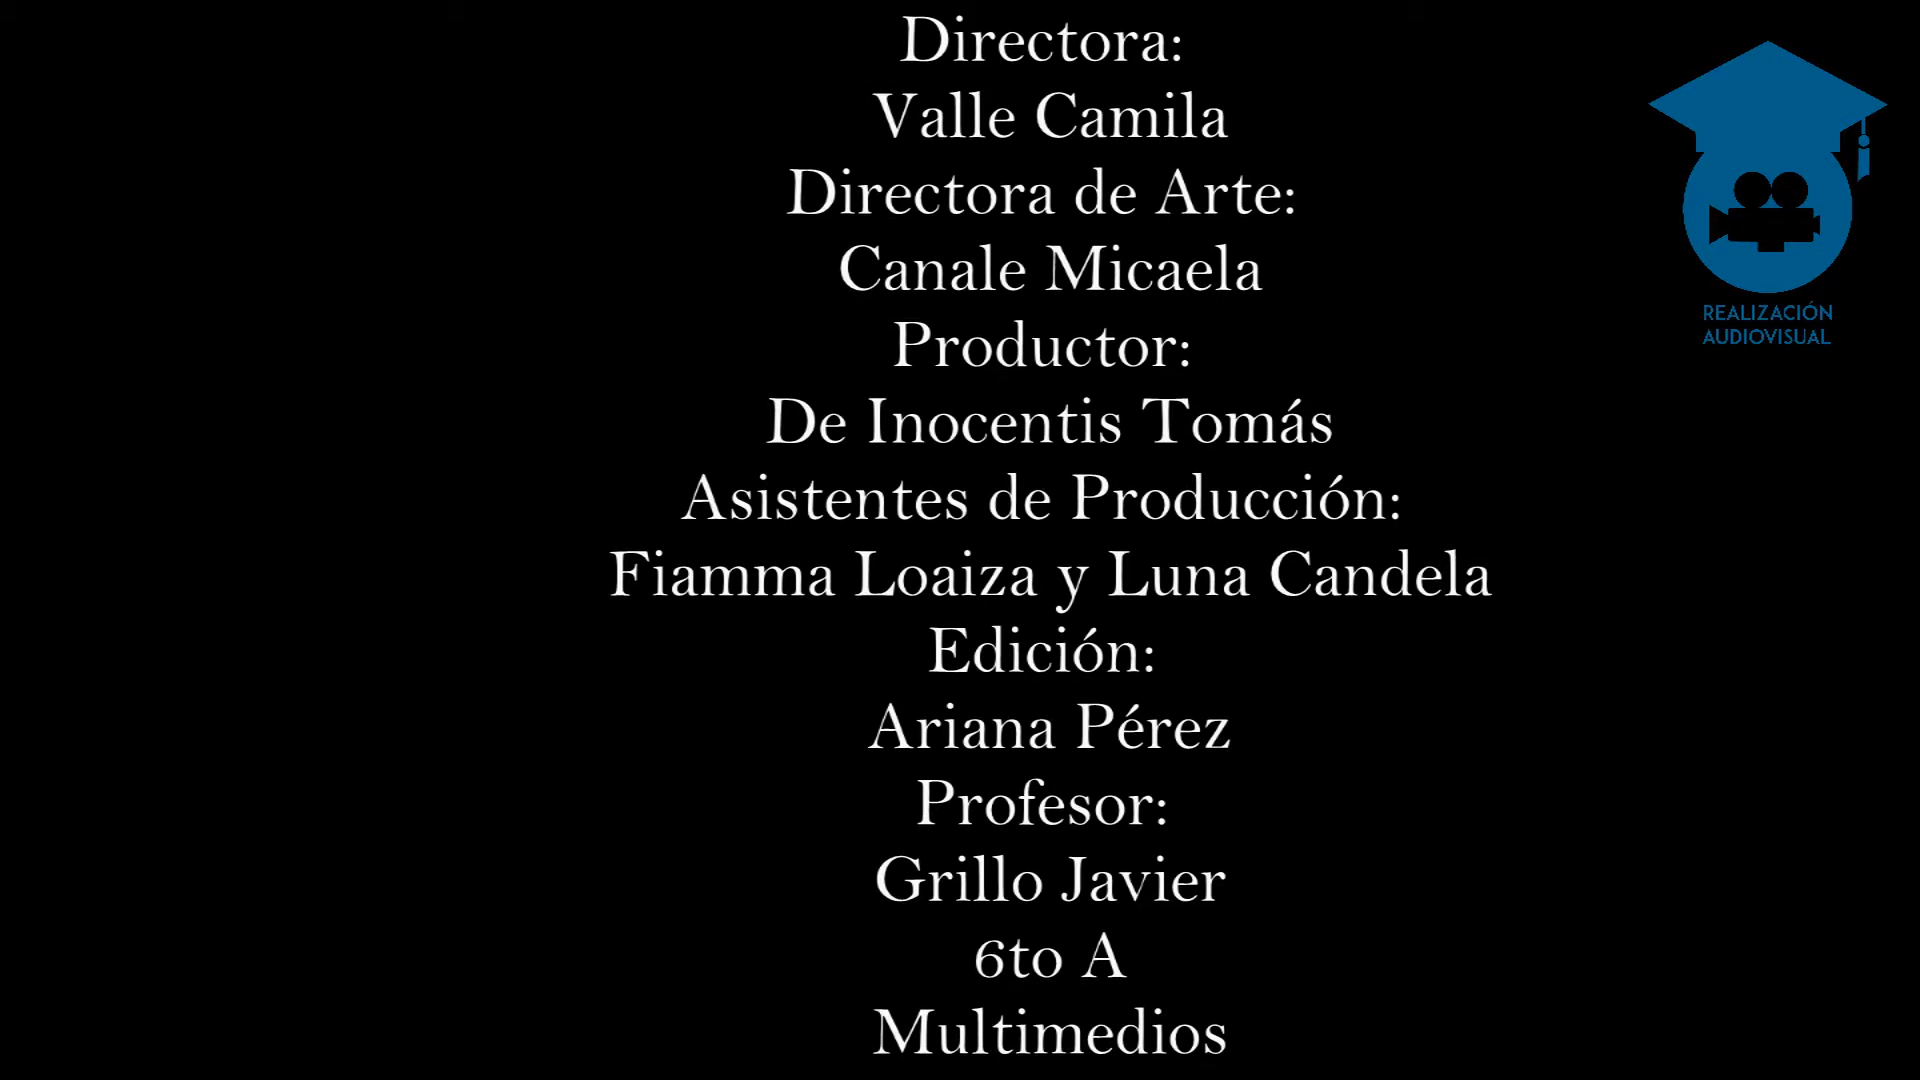 Directora:
Valle Camila
Directora de Arte:
Canale Micaela
Productor:
De Inocentis Tomás
Asistentes de Producción:
Fiamma Loaiza y Luna Candela
Edición:
Ariana Pérez
Profesor:
Grillo Javier
6to A
Multimedios
REALIZACIÓN
AUDIOVISUAL